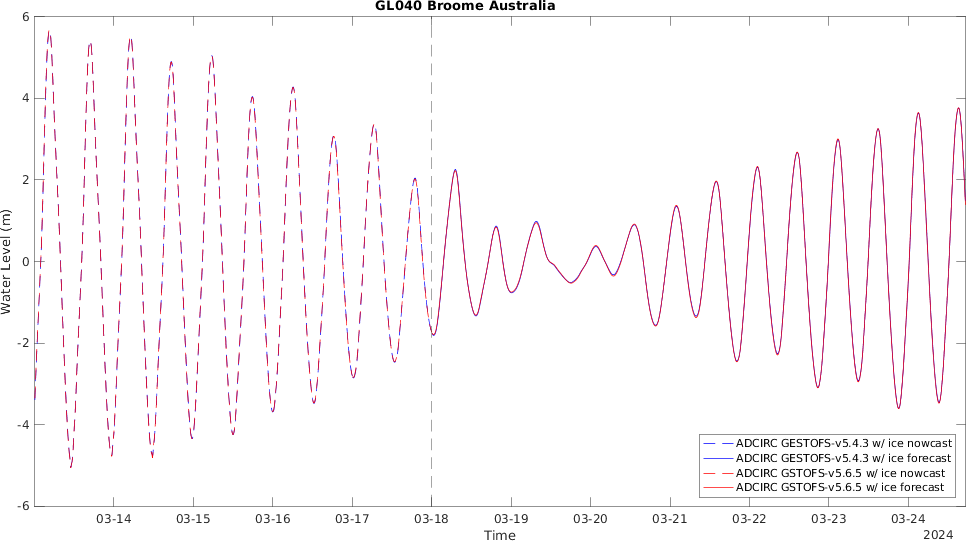 GL040 Broome Australia
6
4
2
0
-2
-4
-6
Water Level (m)
03-14 03-15 03-16 03-17 03-18 03-19 03-20 03-21 03-22 03-23 03-24
Time
2024
ADCIRC GESTOFS-v5.4.3 w/ ice nowcast
ADCIRC GESTOFS-v5.4.3 w/ ice forecast
ADCIRC GSTOFS-v5.6.5 w/ ice nowcast
ADCIRC GSTOFS-v5.6.5 w/ ice forecast